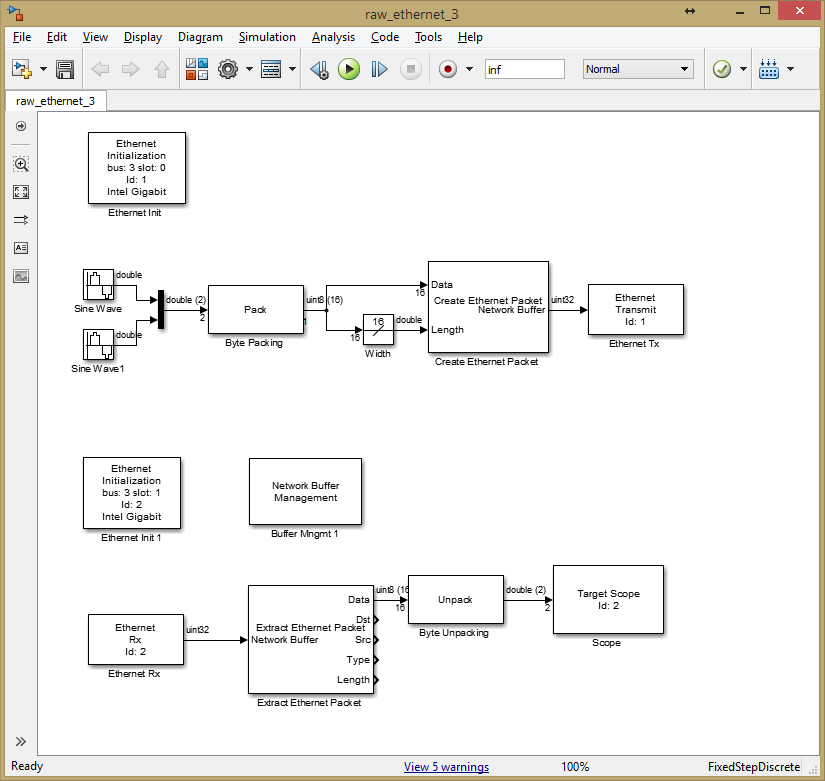 raw_ethernet_3
File Edit View Display Diagram Simulation Analysis Code Tools Help
inf Normal
raw_ethernet_3
Ethernet
Initialization
bus: 3 slot: 0
Id: 1
Intel Gigabit
Ethernet Init
double
Sine Wave
double
Sine Wave1
double (2)
2
Pack
Byte Packing
uint8 (16)
1
16
16
16
Width
double
Data
Create Ethernet Packet
Network Buffer
Length
Create Ethernet Packet
uint32
Ethernet
Transmit
Id: 1
Ethernet Tx
Ethernet
Initialization
bus: 3 slot: 1
Id: 2
Intel Gigabit
Ethernet Init 1
Network Buffer
Management
Buffer Mngmt 1
Ethernet
Rx
Id: 2
Ethernet Rx
uint32
Data
Dst
Extract Ethernet Packet
Network Buffer
Src
Type
Length
Extract Ethernet Packet
uint8 (16
16
Unpack
Byte Unpacking
double (2)
2
Target Scope
Id: 2
Scope
Ready View 5 warnings 100% FixedStepDiscrete